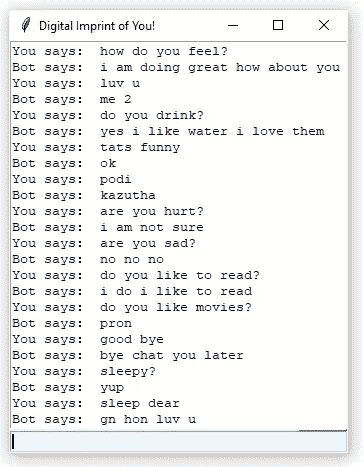 Digital Imprint of You!
You says: how do you feel?
Bot says: i am doing great how about you
You says: luv u
Bot says: me 2
You says: do you drink?
Bot says: yes i like water i love them
You says: tats funny
Bot says: ok
You says: podi
Bot says: kazutha
You says: are you hurt?
Bot says: i am not sure
You says: are you sad?
Bot says: no no no
You says: do you like to read?
Bot says: i do i like to read
You says: do you like movies?
Bot says: pron
You says: good bye
Bot says: bye chat you later
You says: sleepy?
Bot says: yup
You says: sleep dear
Bot says: gn hon luv u